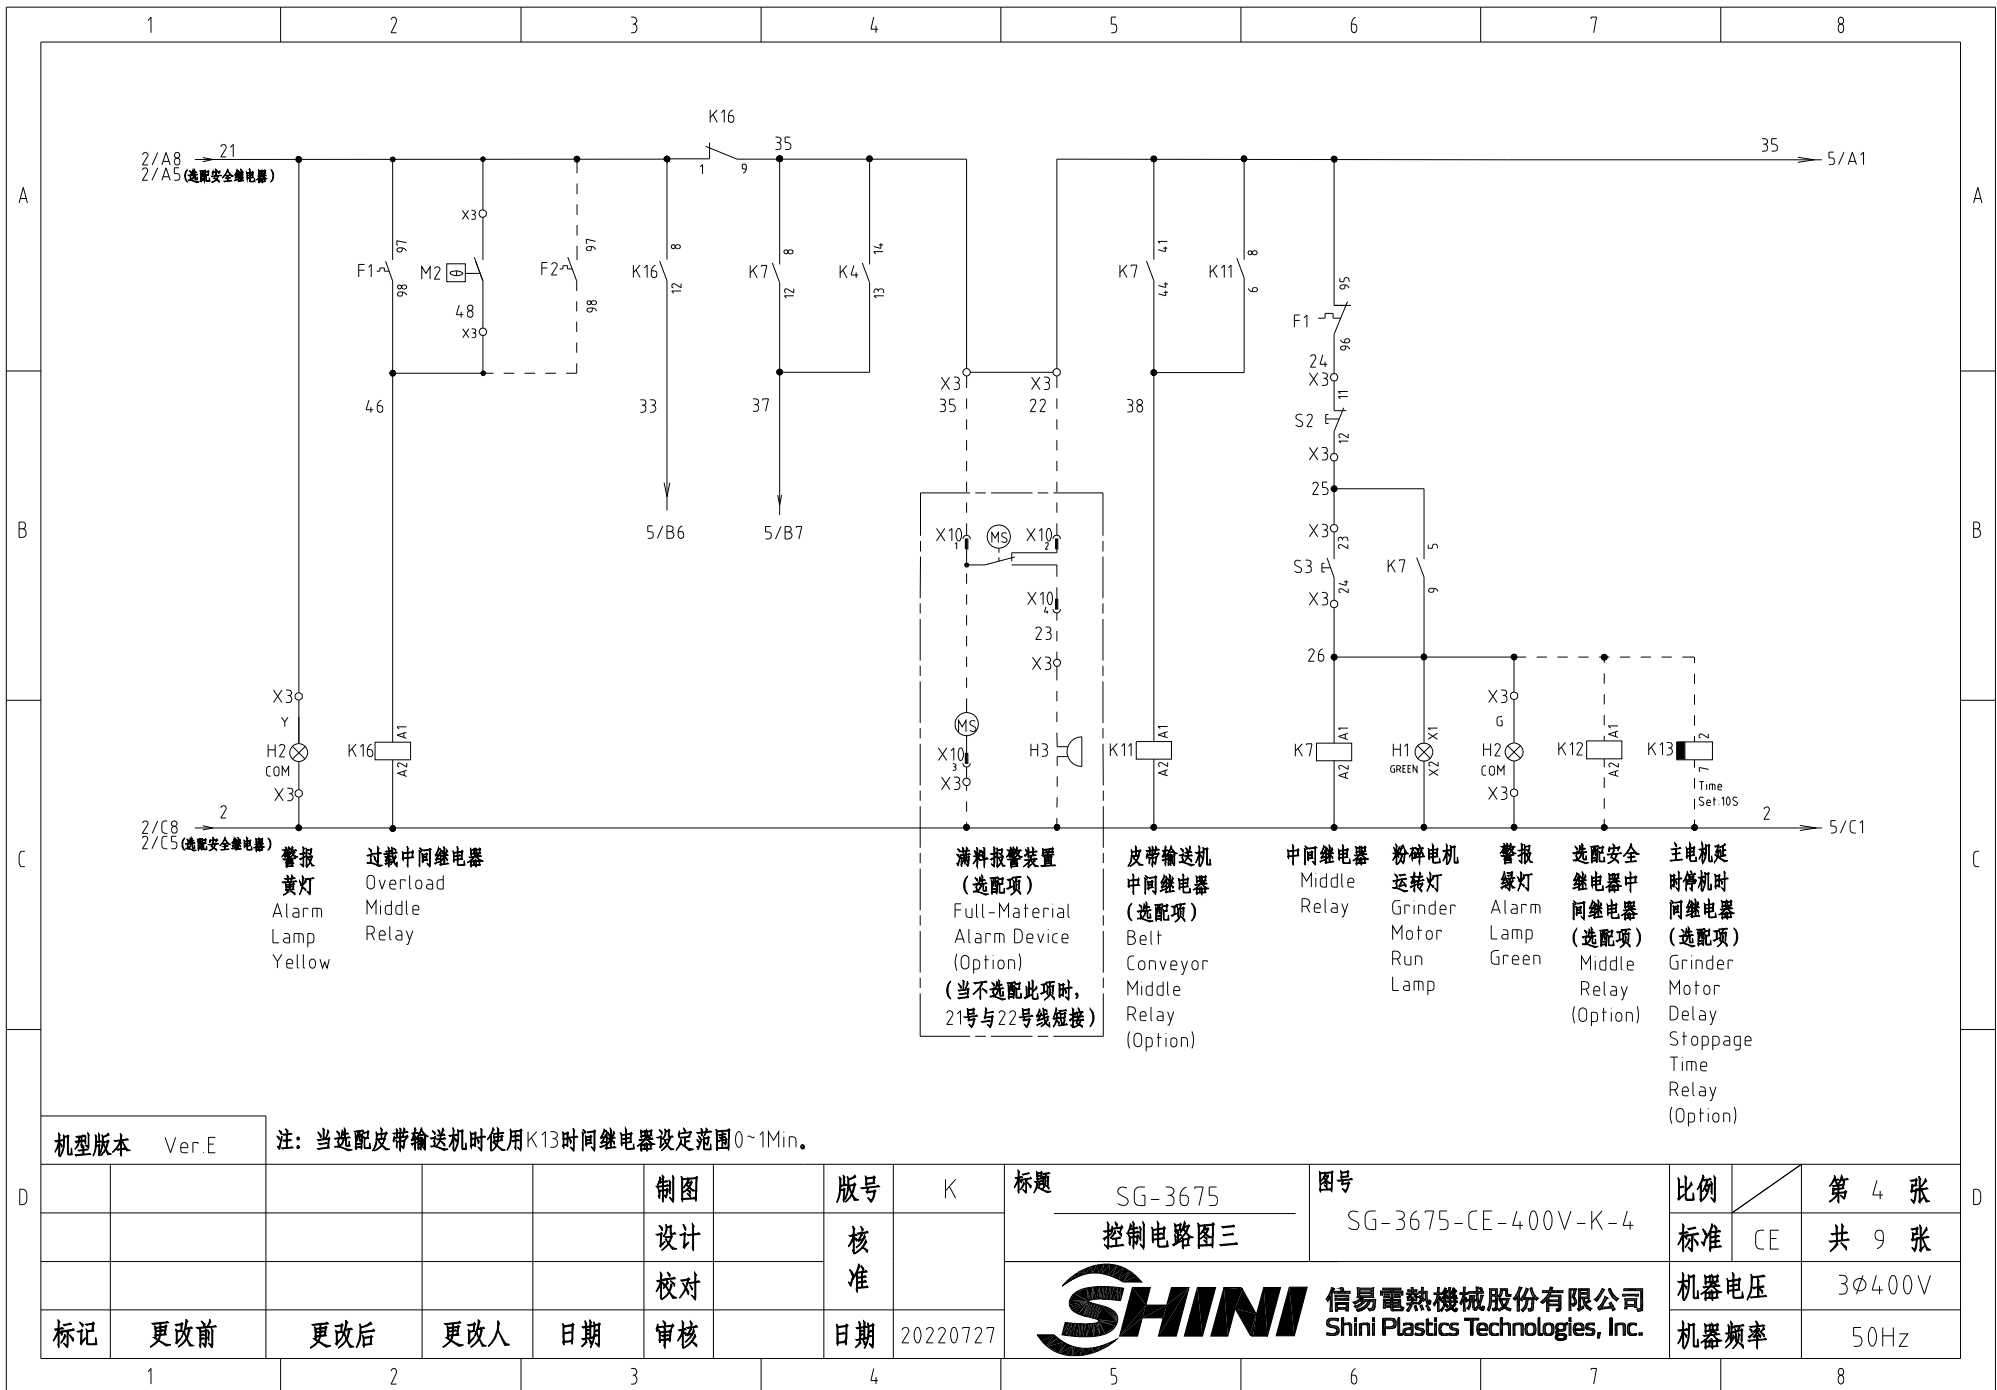 1 2 3 4 5 6 7 8
K16
2/A8 21 1 9 35 35 5/A1
2/A5(选配安全继电器)
A A
X3
F1 97 98
M2 48
X3
F2 97 98
K16 8 12
K7 8 12
K4 14 13
K7 41 44
K11 8 6
F1 95 96
24
X3
46 33 37
X3 X3
35 22
38
S2 11 12
X3
25
B B
5/B6 5/B7
X10 1 MS X10 2
X10 4
23
X3
X3
S3 23 24
X3
K7 5 9
26
X3
Y
H2
COM
X3
K16 A1 A2
MS
X10 3
X3
H3
K11 A1 A2
K7 A1 A2
H1 X1 X2
GREEN
X3
G
H2
COM
X3
K12 A1 A2
K13 2 7
Time
Set:10S
2/C8 2 2 5/C1
2/C5(选配安全继电器)
C C
警报
黄灯
Alarm
Lamp
Yellow
过载中间继电器
Overload
Middle
Relay
满料报警装置
(选配项)
Full-Material
Alarm Device
(Option)
(当不选配此项时,
21号与22号线短接)
皮带输送机
中间继电器
(选配项)
Belt
Conveyor
Middle
Relay
(Option)
中间继电器
Middle
Relay
粉碎电机
运转灯
Grinder
Motor
Run
Lamp
警报
绿灯
Alarm
Lamp
Green
选配安全
继电器中
间继电器
(选配项)
Middle
Relay
(Option)
主电机延
时停机时
间继电器
(选配项)
Grinder
Motor
Delay
Stoppage
Time
Relay
(Option)
机型版本 Ver.E
注: 当选配皮带输送机时使用K13时间继电器设定范围0~1Min。
D D
制图 版号 K
设计 核准
校对
标记 更改前 更改后 更改人 日期 审核 日期 20220727
标题 SG-3675
控制电路图三
图号
SG-3675-CE-400V-K-4
比例 第 4 张
标准 CE 共 9 张
机器电压 3Φ400V
机器频率 50Hz
SHINI
信易電熱機械股份有限公司
Shini Plastics Technologies, Inc.
1 2 3 4 5 6 7 8